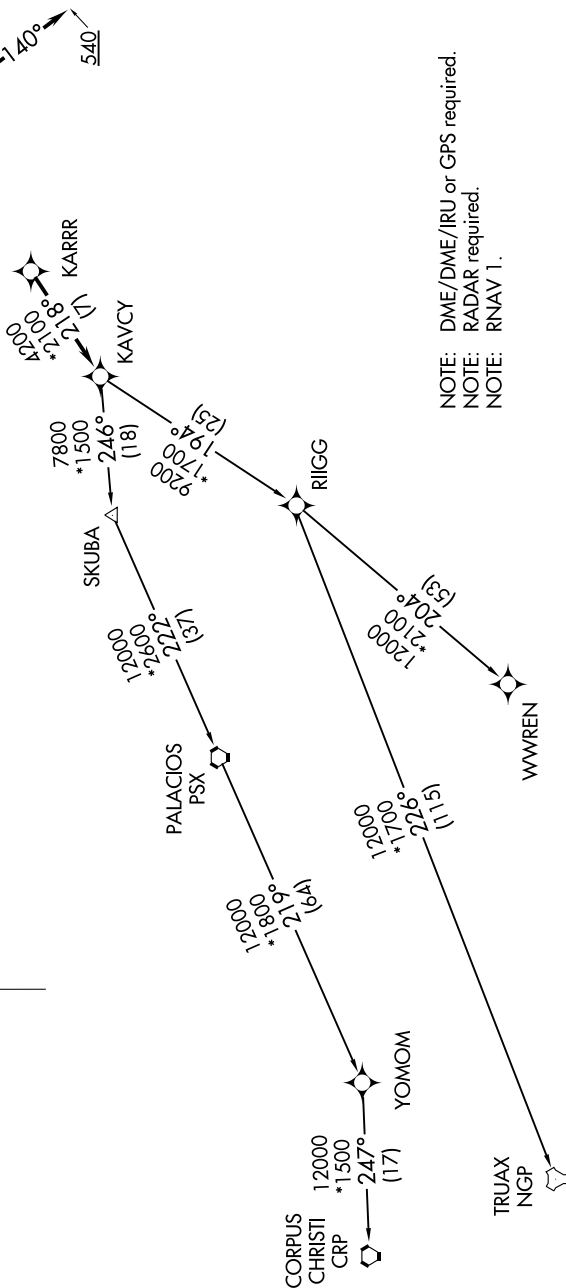 140°
540
KARRR
4200
*2100
218°
(7)
KAVCY
7800
*1500
246°
(18)
SKUBA
9200
*1700
194°
(25)
RIIGG
12000
*2600
222°
(37)
PALACIOS
PSX
12000
*2100
204°
(53)
WWREN
12000
*1700
226°
(115)
12000
*1800
219°
(64)
YOMOM
12000
*1500
247°
(17)
CORPUS
CHRISTI
CRP
TRUAX
NGP
NOTE: DME/DME/IRU or GPS required.
NOTE: RADAR required.
NOTE: RNAV 1.